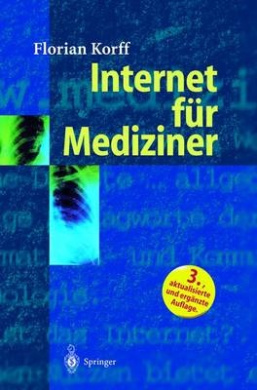 Florian Korff
Internet
für
Mediziner
3.,
aktualisierte
und ergänzte
Auflage.
Springer